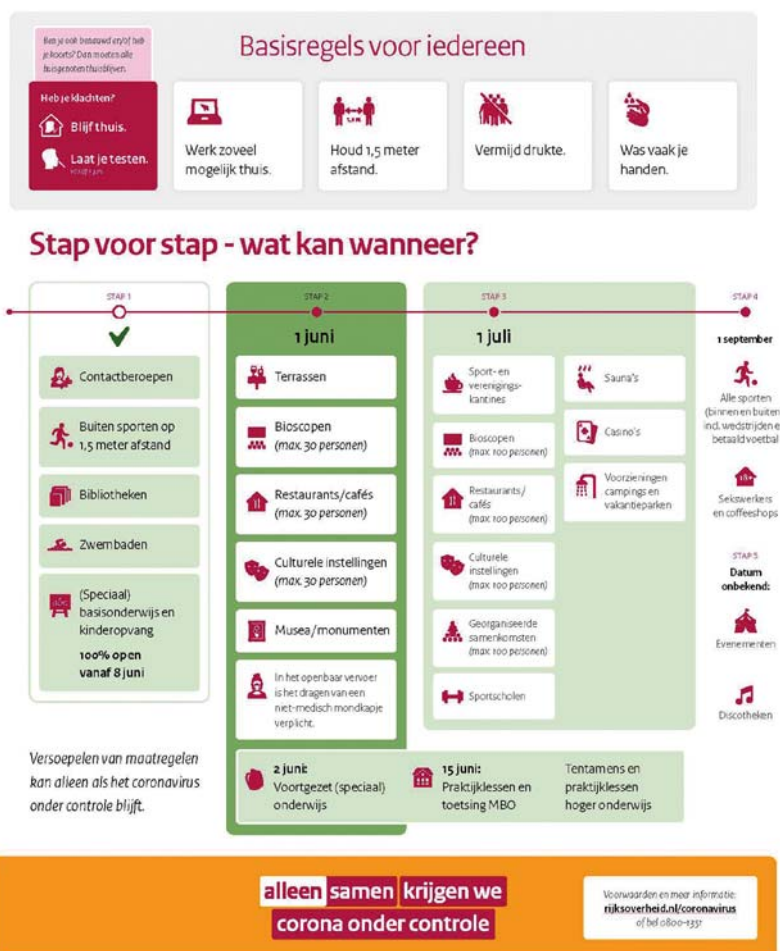 Ben je ook benauwd en/of heb
je koorts? Dan moeten alle
huisgenoten thuisblijven.
Basisregels voor iedereen
Heb je klachten?
Blijf thuis.
Laat je testen.
Werk zoveel
mogelijk thuis.
Houd 1,5 meter
afstand.
Vermijd drukte.
Was vaak je
handen.
Stap voor stap - wat kan wanneer?
STAP 1
Contactberoepen
Buiten sporten op
1,5 meter afstand
Bibliotheken
Zwembaden
(Speciaal)
basisonderwijs en
kinderopvang
100% open
vanaf 8 juni
STAP 2
1 juni
Terrassen
Bioscopen
(max. 30 personen)
Restaurants/cafés
(max. 30 personen)
Culturele instellingen
(max. 30 personen)
Musea/monumenten
In het openbaar vervoer
is het dragen van een
niet-medisch mondkapje
verplicht.
STAP 3
1 juli
Sport- en
verenigings-
kantines
Bioscopen
(max 100 personen)
Restaurants/
cafés
(max 100 personen)
Culturele
instellingen
(max 100 personen)
Georganiseerde
samenkomsten
(max 100 personen)
Sportscholen
Sauna's
Casino's
Voorzieningen
campings en
vakantieparken
STAP 4
1 september
Alle sporten
(binnen en buiten
incl. wedstrijden e
betaald voetbal
18+
Sekswerkers
en coffeeshops
STAP 5
Datum
onbekend:
Evenementen
Discotheken
2 juni:
Voortgezet (speciaal)
onderwijs
15 juni:
Praktijklessen en
toetsing MBO
Tentamens en
praktijklessen
hoger onderwijs
Versoepelen van maatregelen
kan alleen als het coronavirus
onder controle blijft.
alleen samen krijgen we
corona onder controle
Voorwaarden en meer informatie:
rijksoverheid.nl/coronavirus
of bel 0800-1351